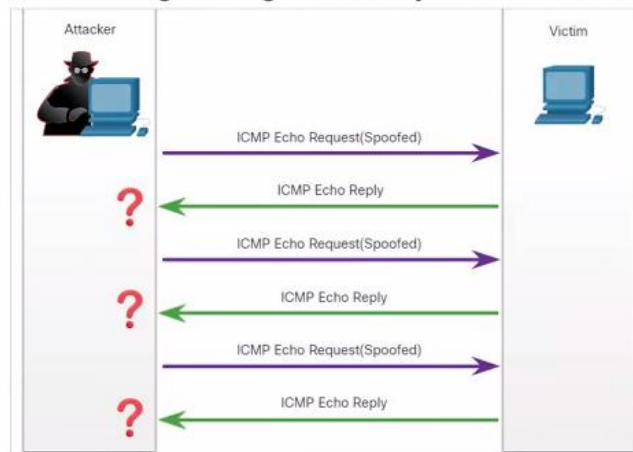 Attacker
Victim
ICMP Echo Request(Spoofed)
?
ICMP Echo Reply
ICMP Echo Request(Spoofed)
?
ICMP Echo Reply
ICMP Echo Request(Spoofed)
?
ICMP Echo Reply